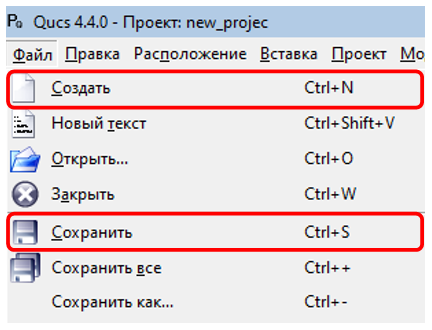 Qucs 4.4.0 - Проект: new_projec
Файл Правка Расположение Вставка Проект Мо
Создать Ctrl+N
Новый текст Ctrl+Shift+V
Открыть... Ctrl+O
Закрыть Ctrl+W
Сохранить Ctrl+S
Сохранить все Ctrl++
Сохранить как... Ctrl+-